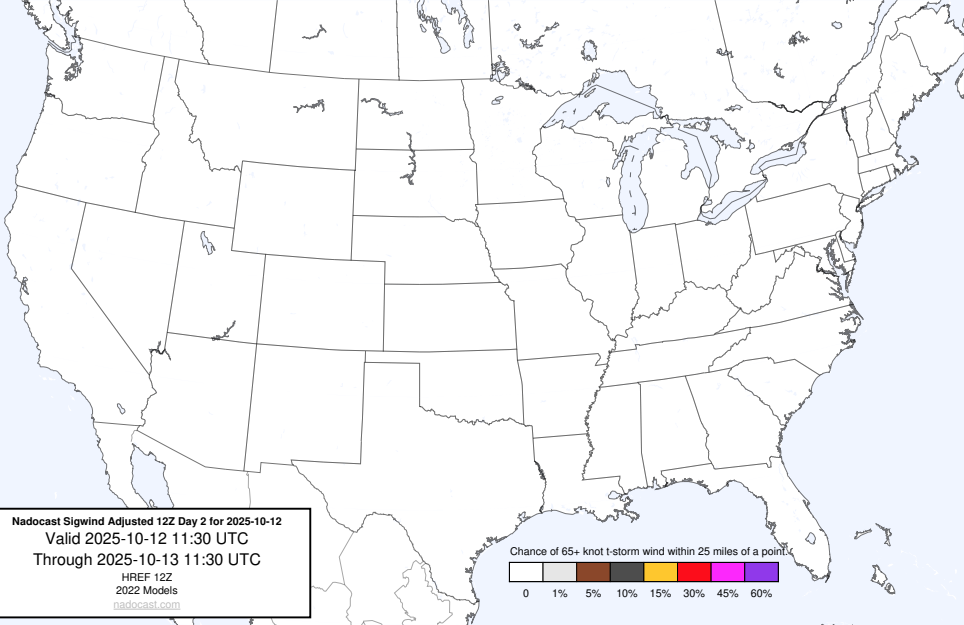 Nadocast Sigwind Adjusted 12Z Day 2 for 2025-10-12
Valid 2025-10-12 11:30 UTC
Through 2025-10-13 11:30 UTC
HREF 12Z
2022 Models
nadocast.com
Chance of 65+ knot t-storm wind within 25 miles of a point.
0 1% 5% 10% 15% 30% 45% 60%